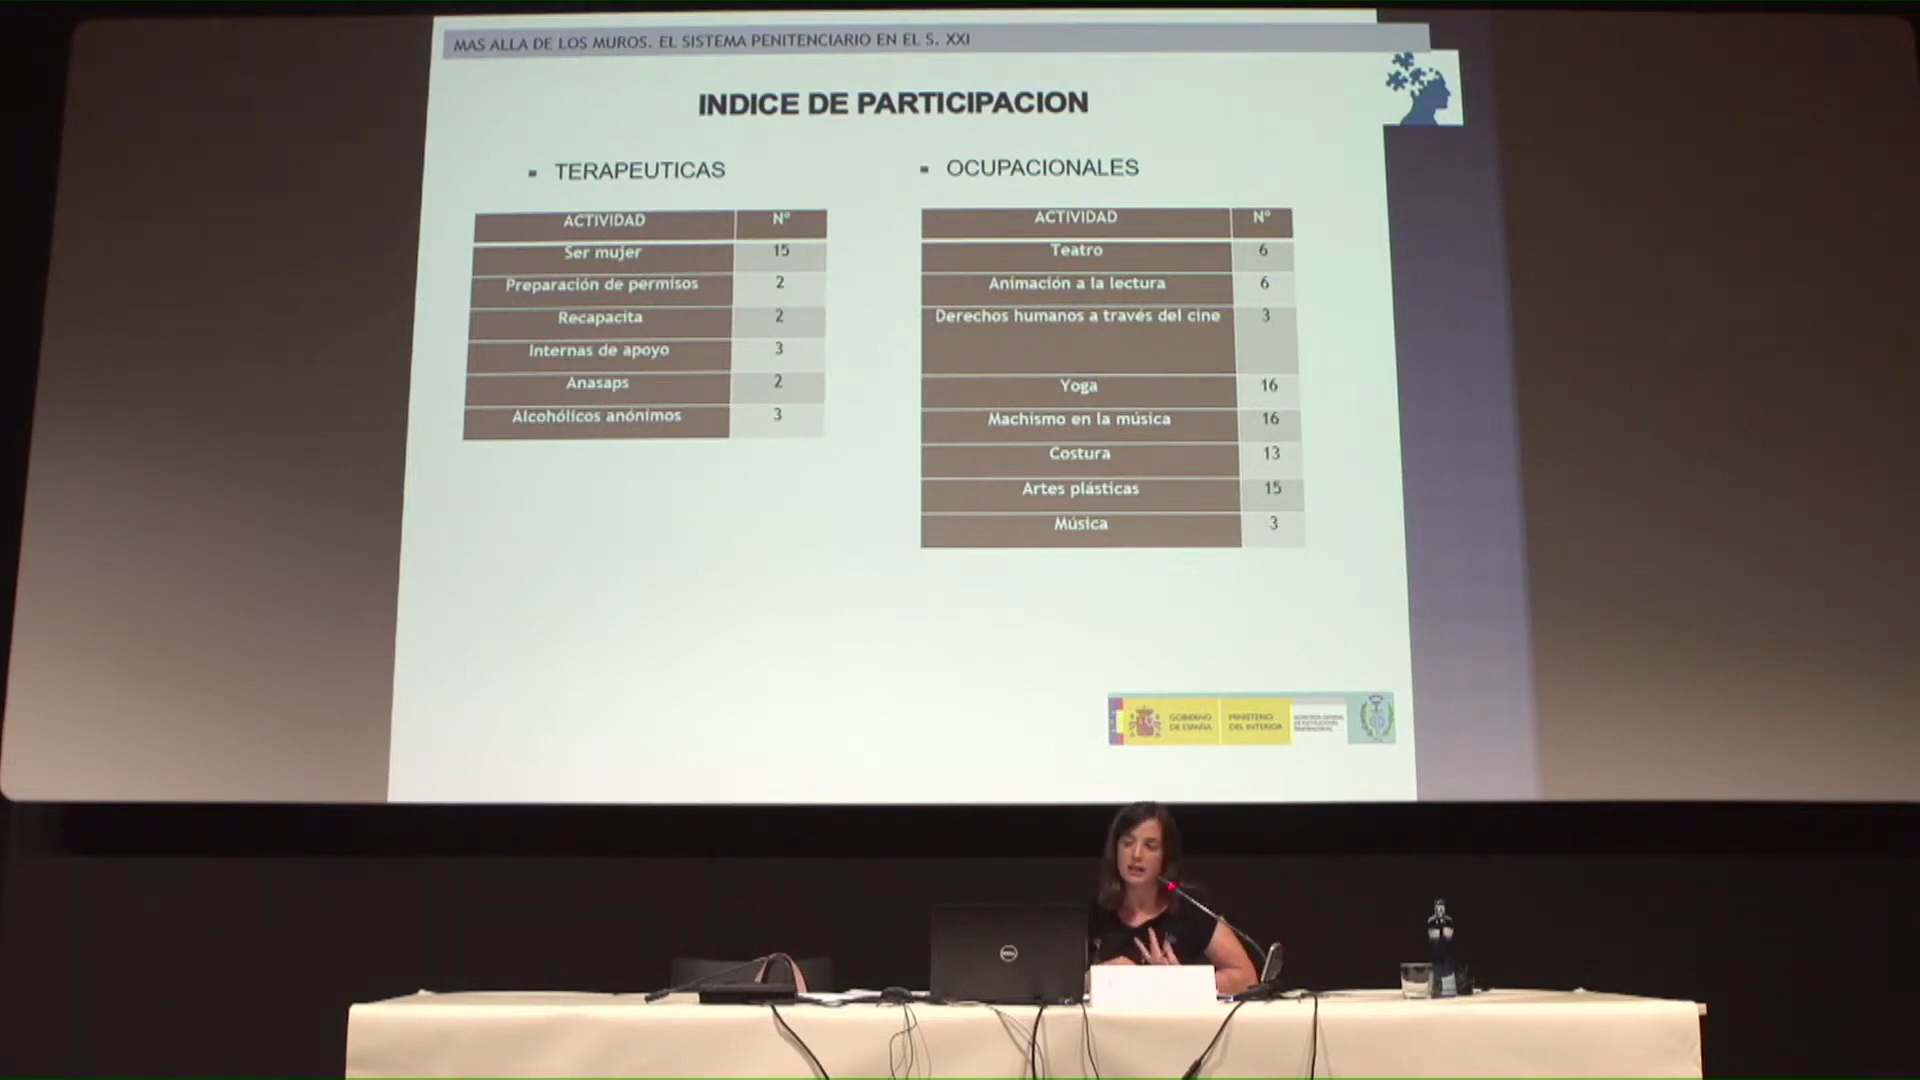 MAS ALLA DE LOS MUROS. EL SISTEMA PENITENCIARIO EN EL S. XXI
INDICE DE PARTICIPACION
▪ TERAPEUTICAS
ACTIVIDAD Nº
Ser mujer 15
Preparación de permisos 2
Recapacita 2
Internas de apoyo 3
Anasaps 2
Alcohólicos anónimos 3
▪ OCUPACIONALES
ACTIVIDAD Nº
Teatro 6
Animación a la lectura 6
Derechos humanos a través del cine 3
Yoga 16
Machismo en la música 16
Costura 13
Artes plásticas 15
Música 3
GOBIERNO
DE ESPAÑA
MINISTERIO
DEL INTERIOR
DELL